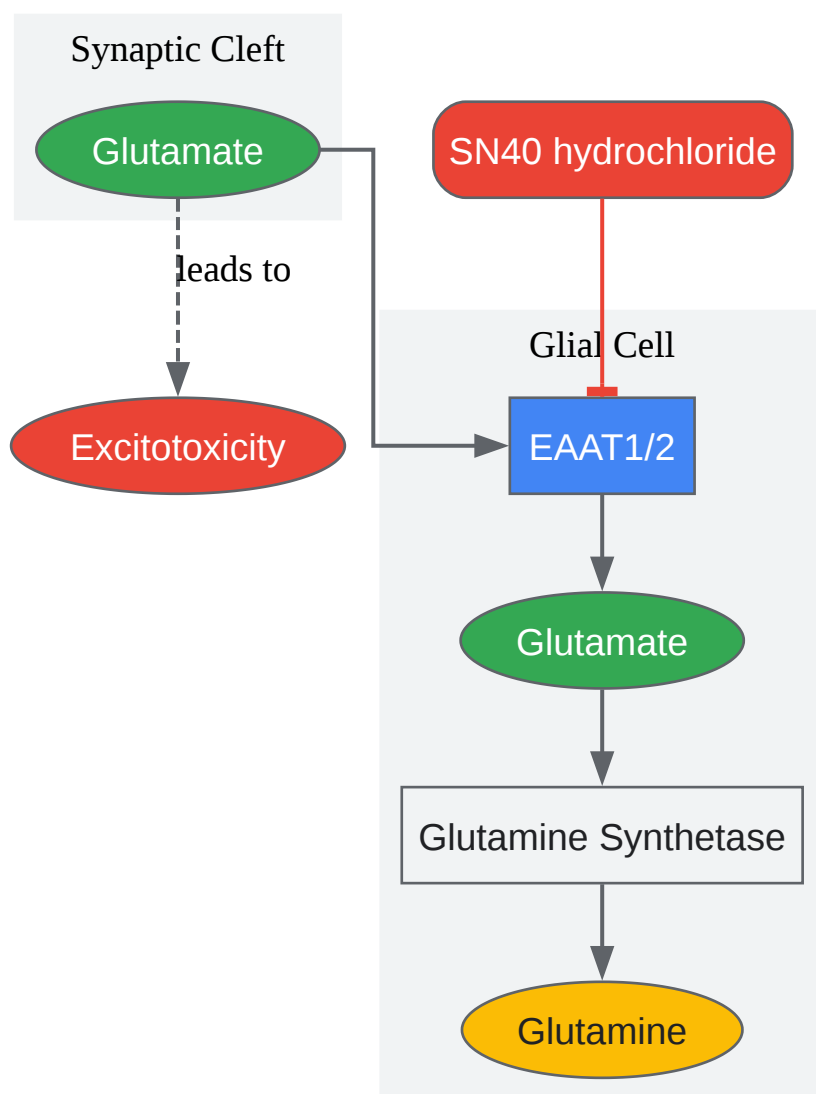 Synaptic Cleft
Glutamate
SN40 hydrochloride
leads to
Glial Cell
Excitotoxicity
EAAT1/2
Glutamate
Glutamine Synthetase
Glutamine